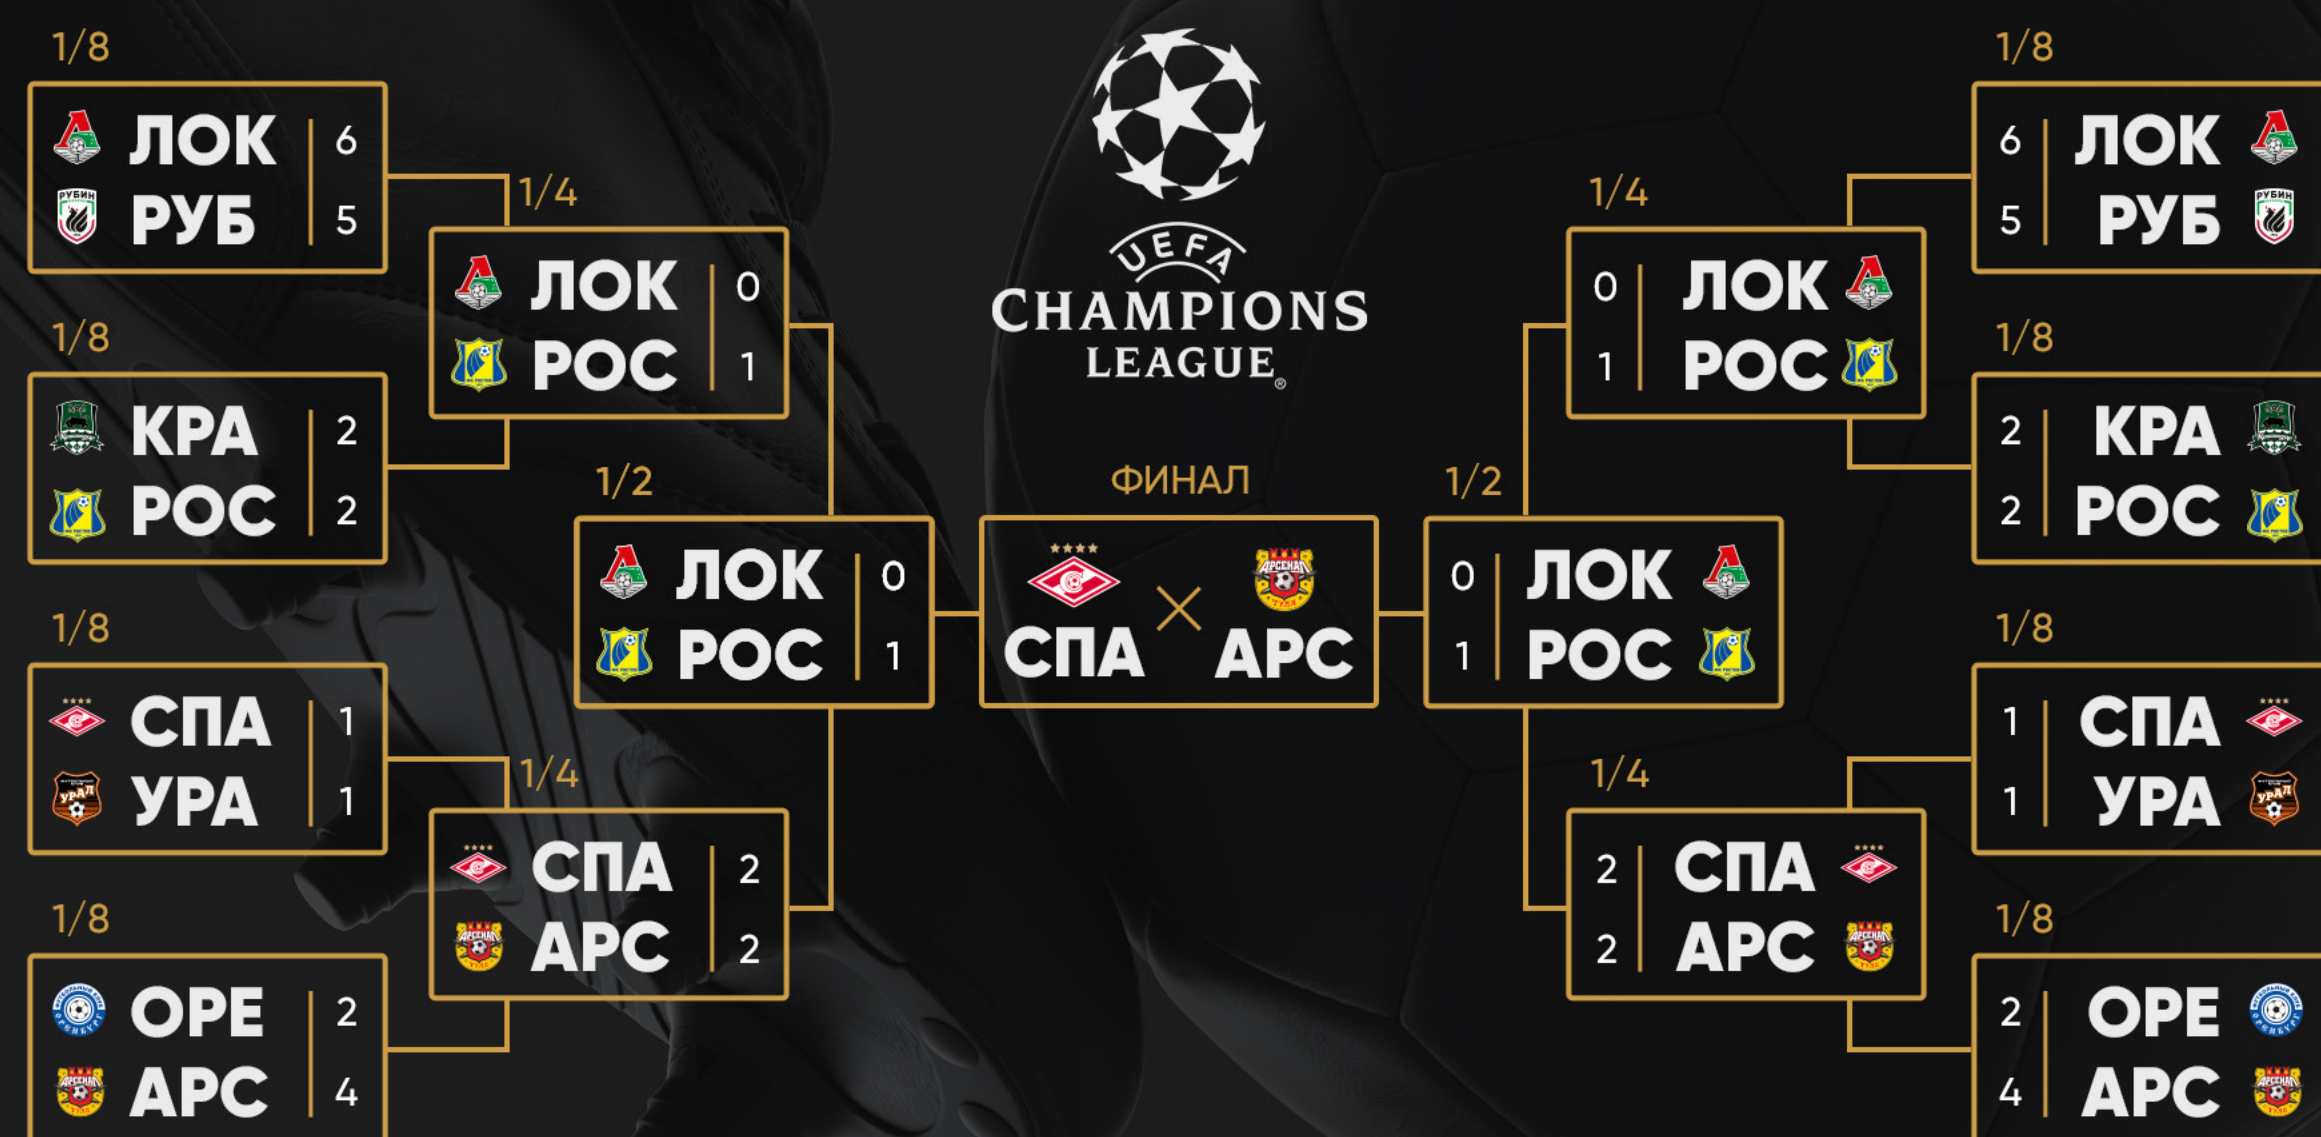 1/8
ЛОК 6
РУБ 5
1/8
КРА 2
РОС 2
1/8
СПА 1
УРА 1
1/8
ОРЕ 2
АРС 4
1/4
ЛОК 0
РОС 1
1/4
СПА 2
АРС 2
1/2
ЛОК 0
РОС 1
UEFA
CHAMPIONS
LEAGUE®
ФИНАЛ
СПА × АРС
АРСЕНАЛ
ТУЛА
1/2
0 ЛОК
1 РОС
1/4
0 ЛОК
1 РОС
1/4
2 СПА
2 АРС
1/8
6 ЛОК
5 РУБ
РУБИН
1/8
2 КРА
2 РОС
1/8
1 СПА
1 УРА
УРАЛ
1/8
2 ОРЕ
4 АРС